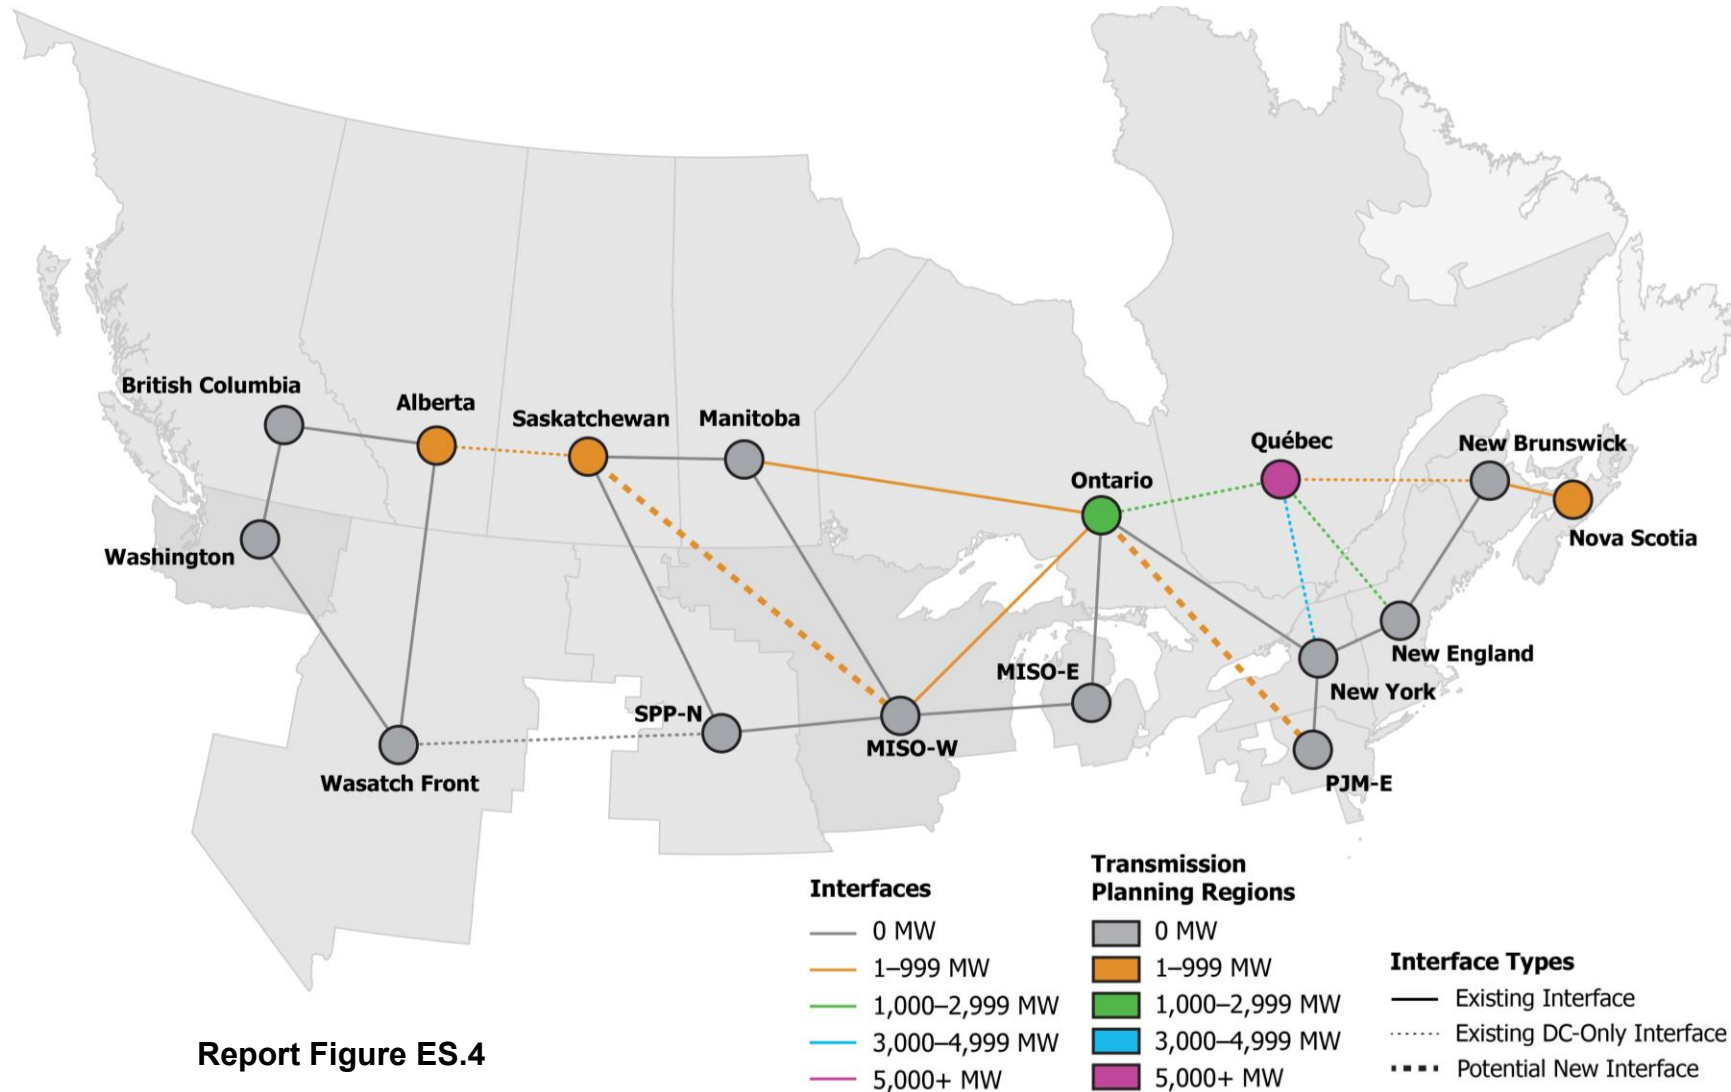 British Columbia
Alberta
Saskatchewan
Manitoba
Ontario
Québec
New Brunswick
Nova Scotia
Washington
New England
MISO-E
New York
SPP-N
MISO-W
Wasatch Front
PJM-E
Interfaces
0 MW
1–999 MW
1,000–2,999 MW
3,000–4,999 MW
5,000+ MW
Transmission
Planning Regions
0 MW
1–999 MW
1,000–2,999 MW
3,000–4,999 MW
5,000+ MW
Interface Types
Existing Interface
Existing DC-Only Interface
Potential New Interface
Report Figure ES.4